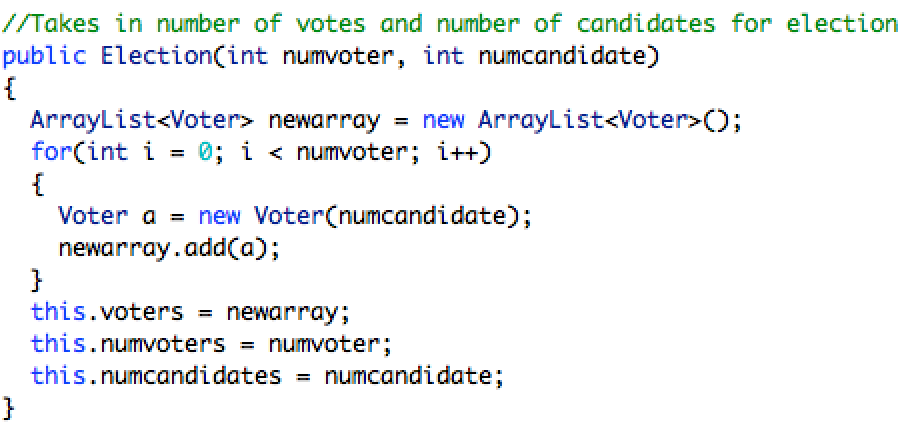 //Takes in number of votes and number of candidates for election
public Election(int numvoter, int numcandidate)
{
  ArrayList<Voter> newarray = new ArrayList<Voter>();
  for(int i = 0; i < numvoter; i++)
  {
    Voter a = new Voter(numcandidate);
    newarray.add(a);
  }
  this.voters = newarray;
  this.numvoters = numvoter;
  this.numcandidates = numcandidate;
}